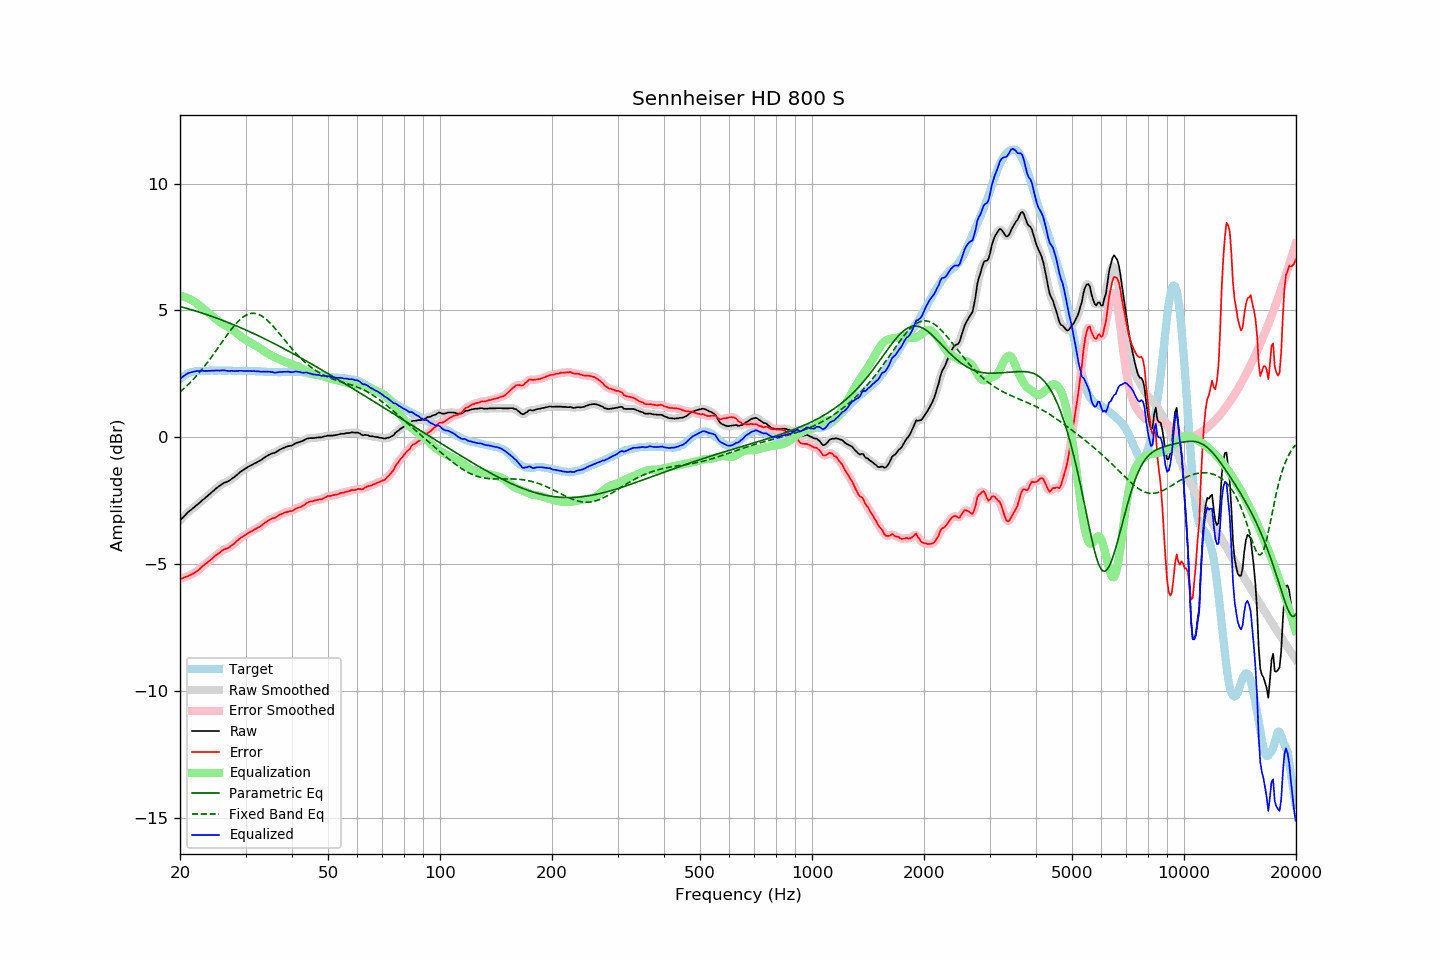 Sennheiser HD 800 S
Amplitude (dBr)
10
5
0
−5
−10
−15
Target
Raw Smoothed
Error Smoothed
Raw
Error
Equalization
Parametric Eq
Fixed Band Eq
Equalized
20 50 100 200 500 1000 2000 5000 10000 20000
Frequency (Hz)